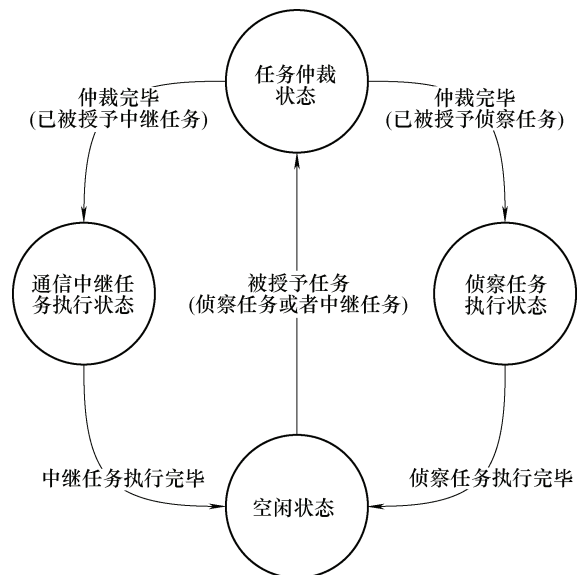 任务仲裁
状态
仲裁完毕
(已被授予中继任务)
仲裁完毕
(已被授予侦察任务)
通信中继任
务执行状态
被授予任务
(侦察任务或者中继任务)
侦察任务
执行状态
中继任务执行完毕
侦察任务执行完毕
空闲状态